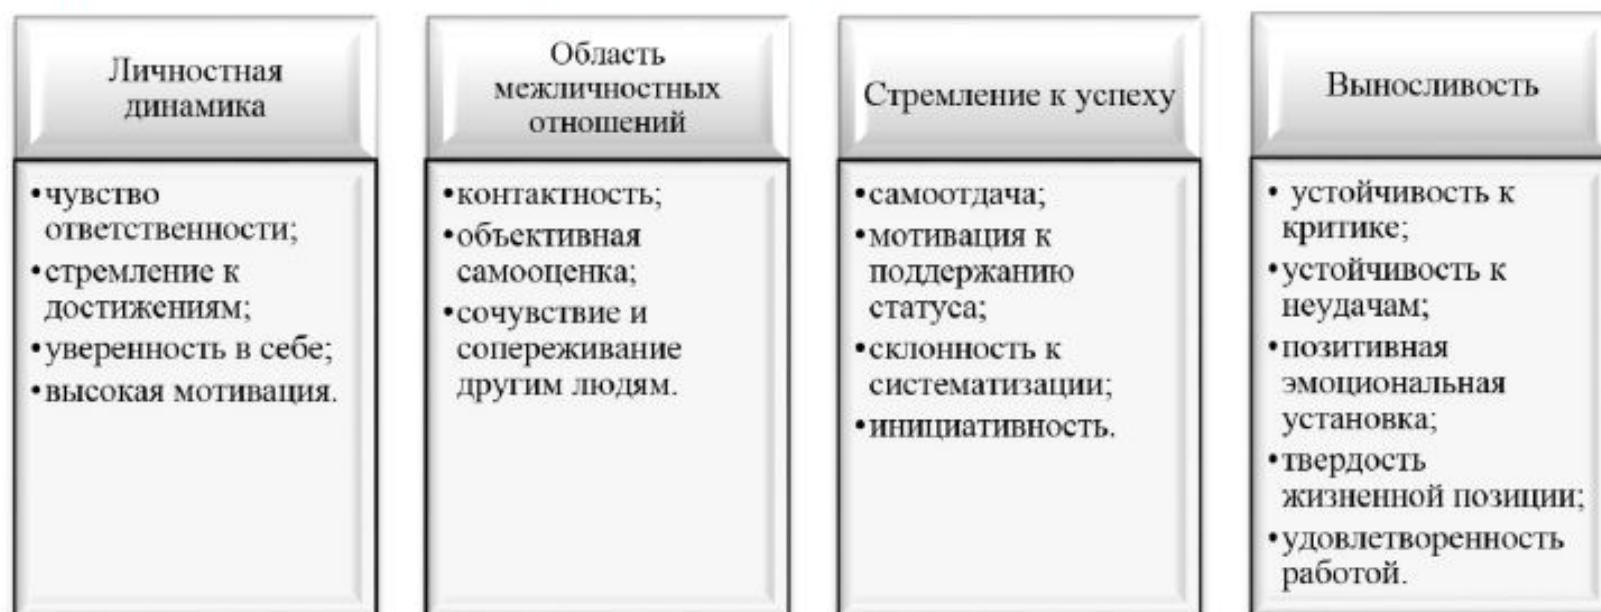 Личностная
динамика
•чувство
ответственности;
•стремление к
достижениям;
•уверенность в себе;
•высокая мотивация.
Область
межличностных
отношений
•контактность;
•объективная
самооценка;
•сочувствие и
сопереживание
другим людям.
Стремление к успеху
•самоотдача;
•мотивация к
поддержанию
статуса;
•склонность к
систематизации;
•инициативность.
Выносливость
• устойчивость к
критике;
•устойчивость к
неудачам;
•позитивная
эмоциональная
установка;
•твердость
жизненной позиции;
•удовлетворенность
работой.